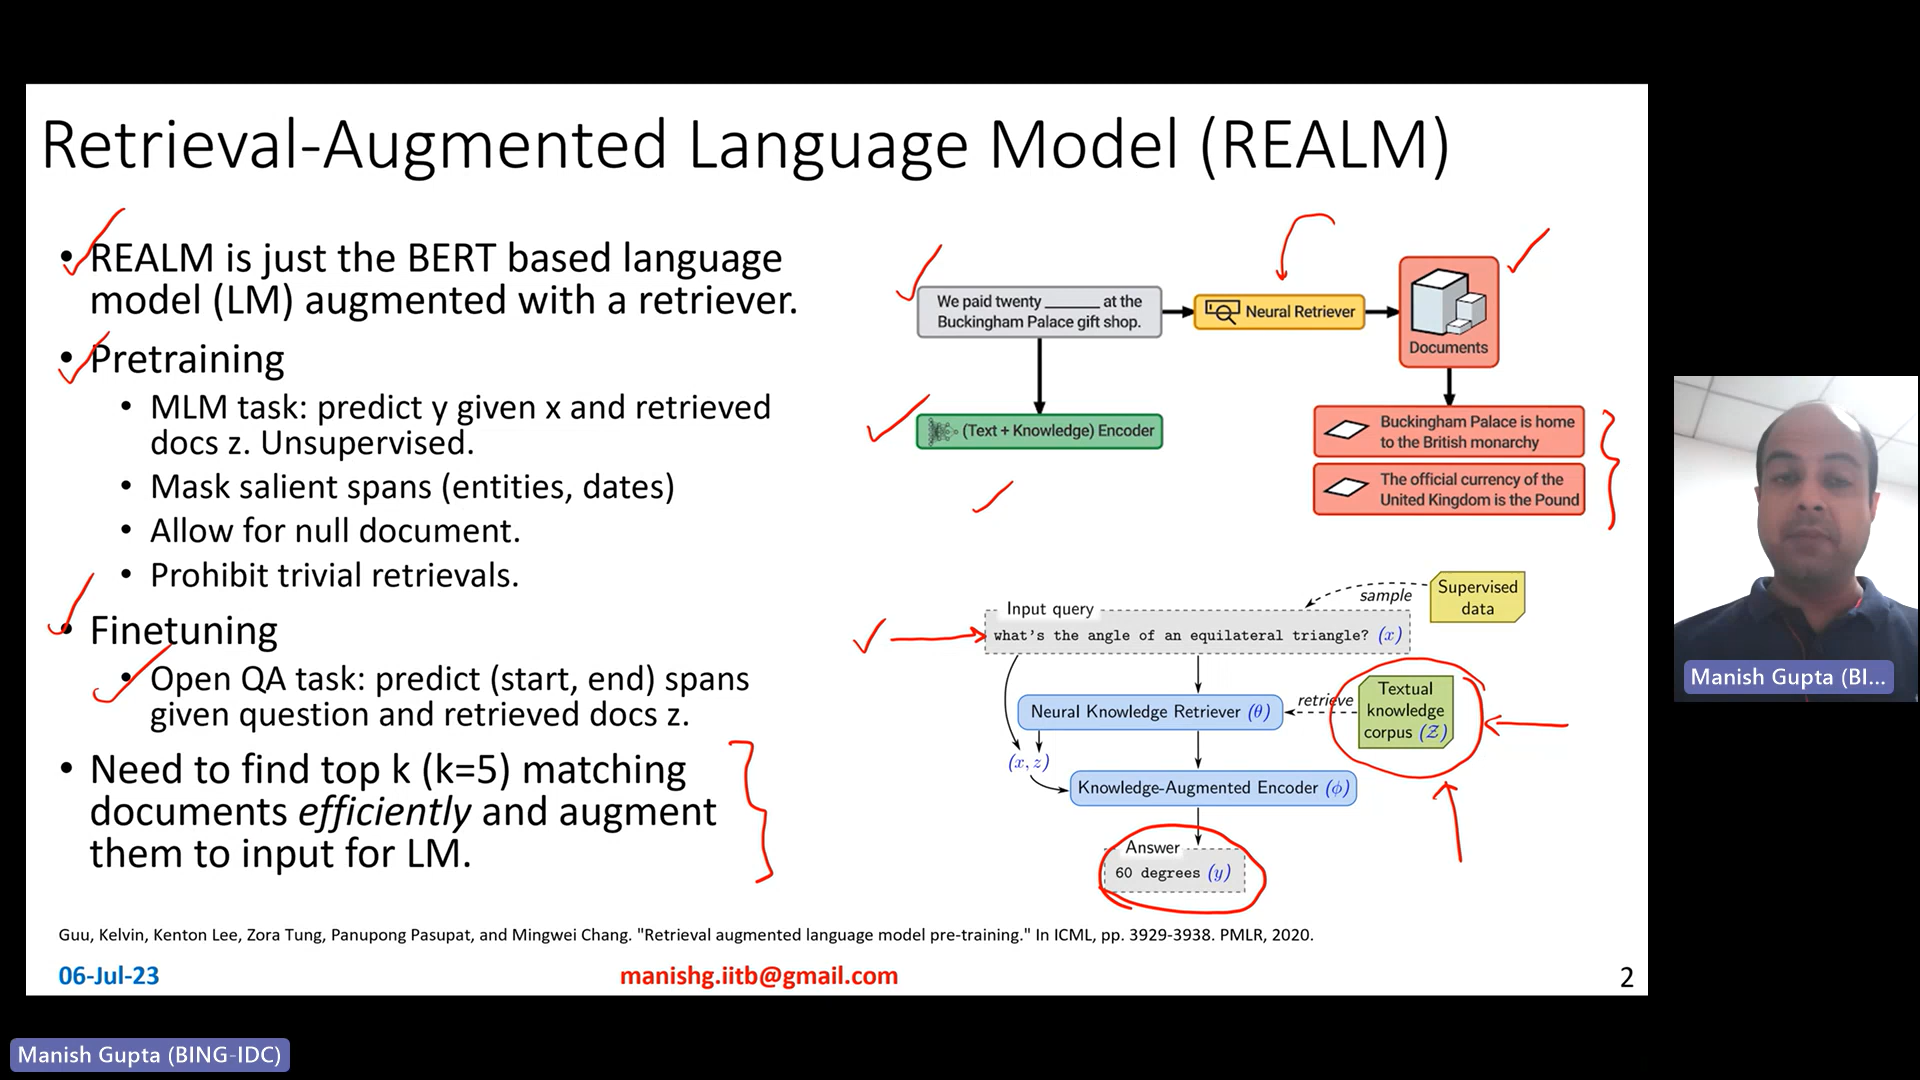 Retrieval-Augmented Language Model (REALM)
• REALM is just the BERT based language
model (LM) augmented with a retriever.
• Pretraining
• MLM task: predict y given x and retrieved
docs z. Unsupervised.
• Mask salient spans (entities, dates)
• Allow for null document.
• Prohibit trivial retrievals.
• Finetuning
• Open QA task: predict (start, end) spans
given question and retrieved docs z.
• Need to find top k (k=5) matching
documents efficiently and augment
them to input for LM.
We paid twenty ______ at the
Buckingham Palace gift shop.
Neural Retriever
Documents
(Text + Knowledge) Encoder
Buckingham Palace is home
to the British monarchy
The official currency of the
United Kingdom is the Pound
Supervised
data
sample
Input query
what's the angle of an equilateral triangle? (x)
Neural Knowledge Retriever (θ)
retrieve
Textual
knowledge
corpus (Z)
(x, z)
Knowledge-Augmented Encoder (ϕ)
Answer
60 degrees (y)
Guu, Kelvin, Kenton Lee, Zora Tung, Panupong Pasupat, and Mingwei Chang. "Retrieval augmented language model pre-training." In ICML, pp. 3929-3938. PMLR, 2020.
06-Jul-23
manishg.iitb@gmail.com
2
Manish Gupta (BI...
Manish Gupta (BING-IDC)